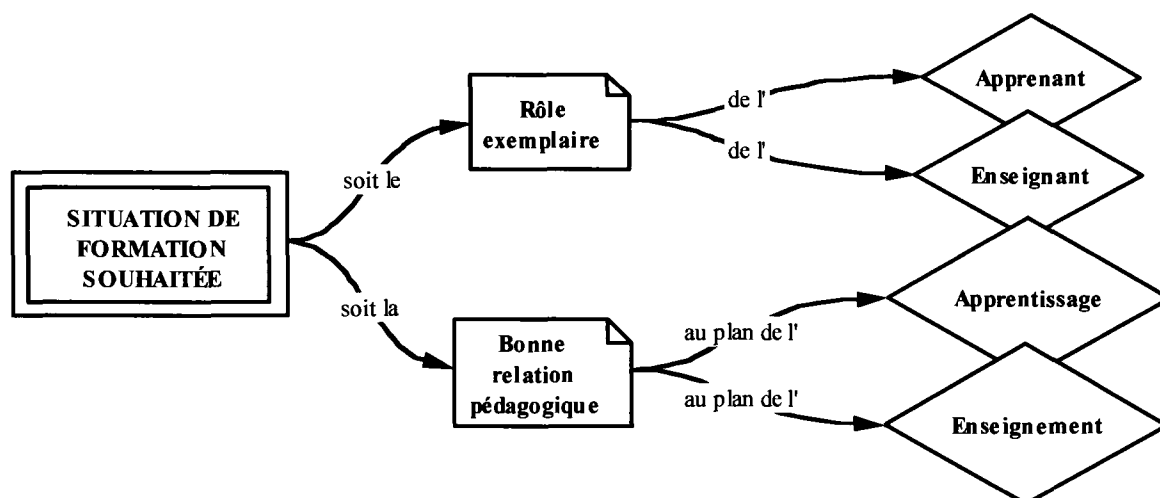 SITUATION DE
FORMATION
SOUHAITÉE
soit le
Rôle
exemplaire
de l'
Apprenant
de l'
Enseignant
soit la
Bonne
relation
pédagogique
au plan de l'
Apprentissage
au plan de l'
Enseignement